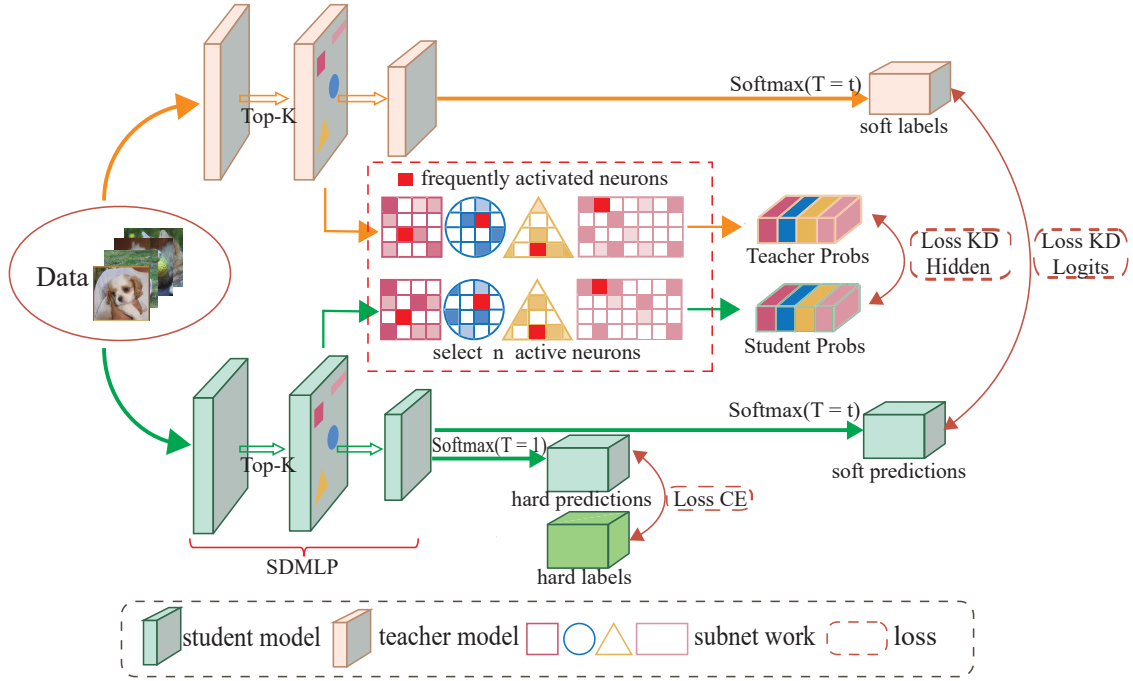 Softmax(T = t)
Top-K
soft labels
frequently activated neurons
Data
Teacher Probs
Loss KD
Hidden
Loss KD
Logits
select n active neurons
Student Probs
Softmax(T = t)
Softmax(T = 1)
Top-K
soft predictions
hard predictions
Loss CE
SDMLP
hard labels
student model
teacher model
subnet work
loss